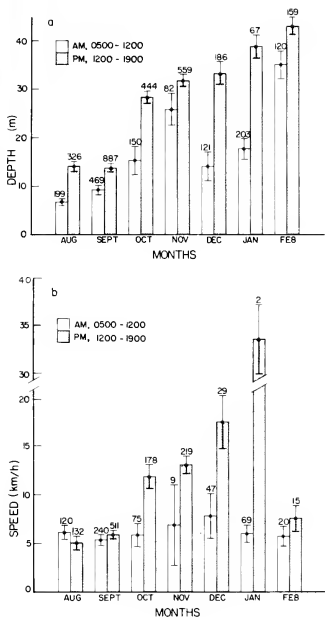 a
AM, 0500 - 1200
PM, 1200 - 1900
DEPTH (m)
40
30
20
10
0
199 326 469 887 150 444 82 559 121 186 203 67 120 159
AUG SEPT OCT NOV DEC JAN FEB
MONTHS
b
AM, 0500 - 1200
PM, 1200 - 1900
SPEED (km/h)
40
35
30
20
15
10
5
0
120 132 240 511 75 178 9 219 47 29 69 2 20 15
AUG SEPT OCT NOV DEC JAN FEB
MONTHS